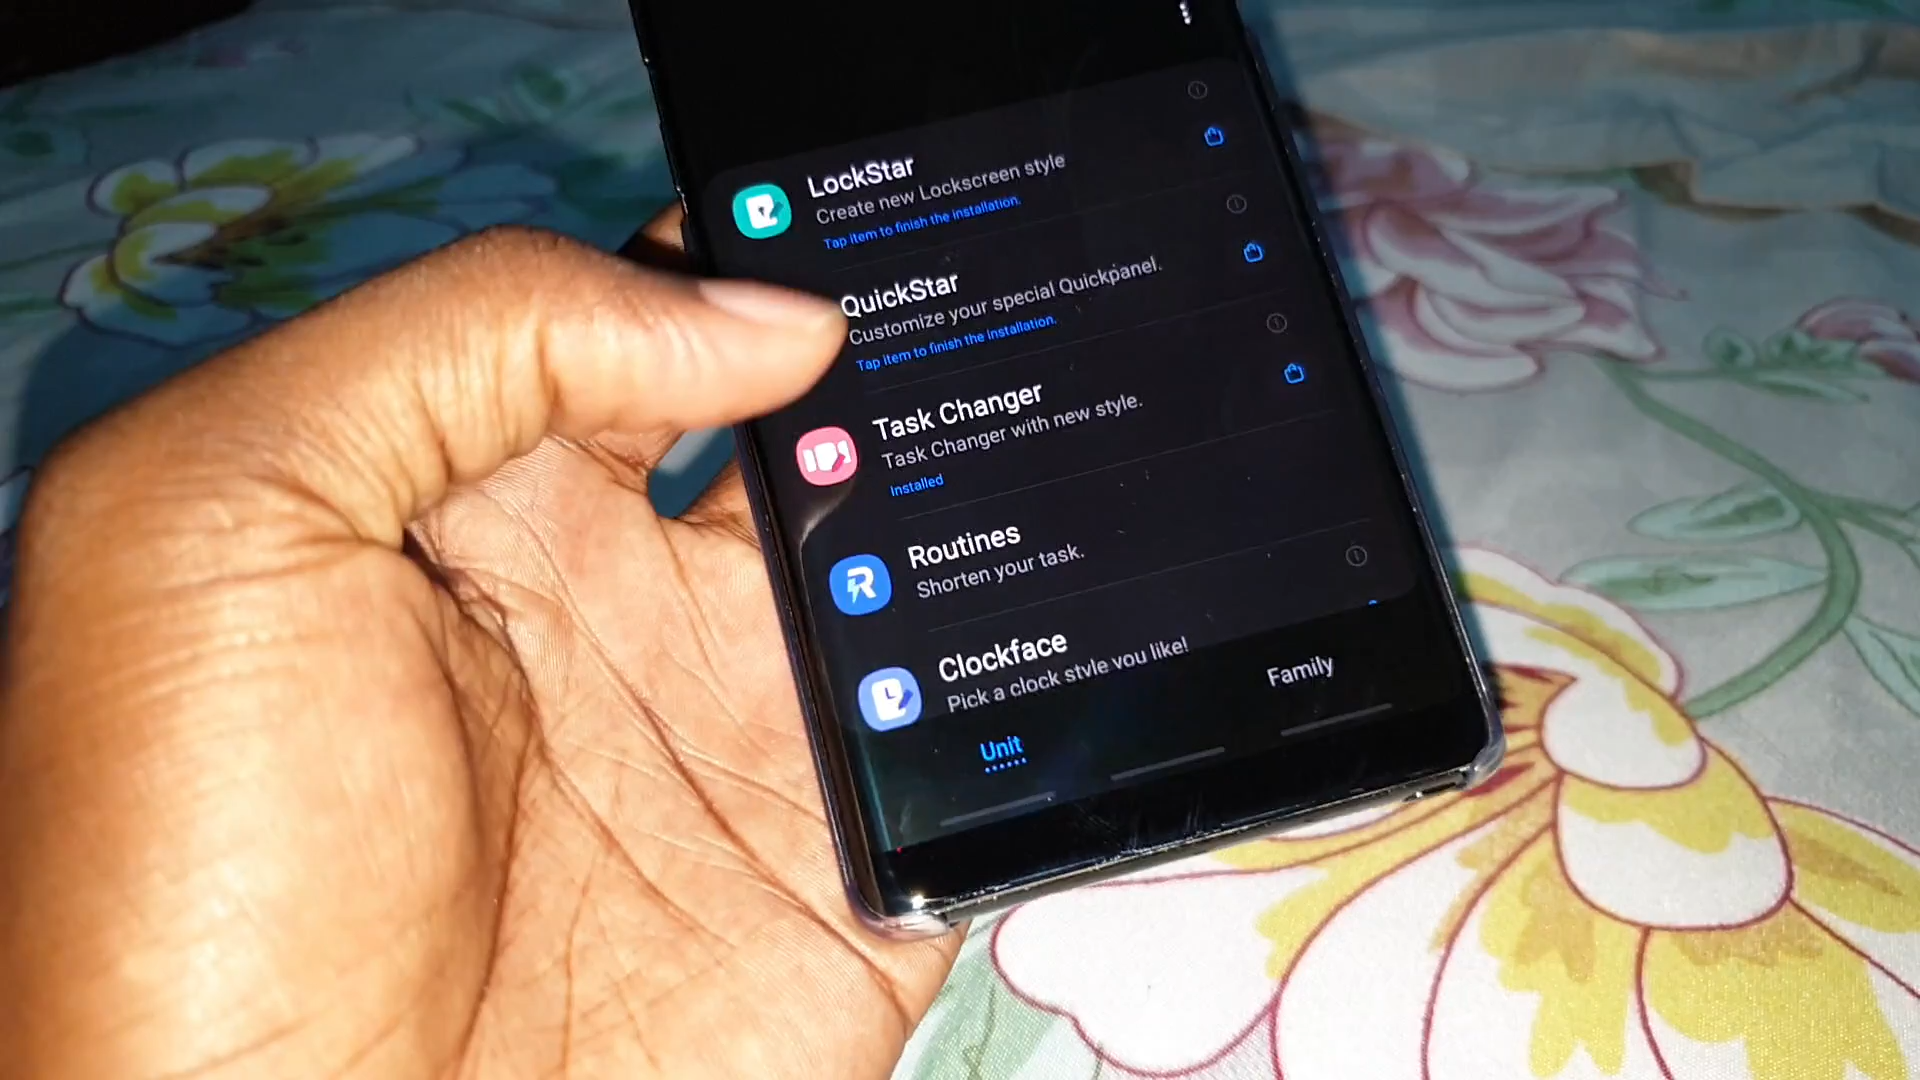 LockStar
Create new Lockscreen style
Tap item to finish the installation.
QuickStar
Customize your special Quickpanel.
Tap item to finish the installation.
Task Changer
Task Changer with new style.
Installed
Routines
Shorten your task.
Clockface
Pick a clock style you like!
Unit
Family